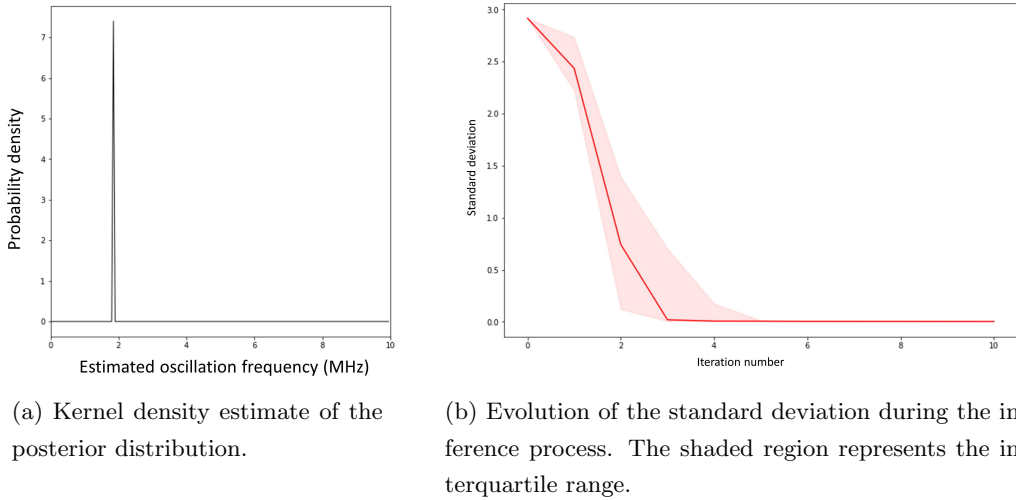 Probability density
7
6
5
4
3
2
1
0
0 2 4 6 8 10
Estimated oscillation frequency (MHz)
Standard deviation
3.0
2.5
2.0
1.5
1.0
0.5
0.0
0 2 4 6 8 10
Iteration number
(a) Kernel density estimate of the
posterior distribution.
(b) Evolution of the standard deviation during the in
ference process. The shaded region represents the in
terquartile range.